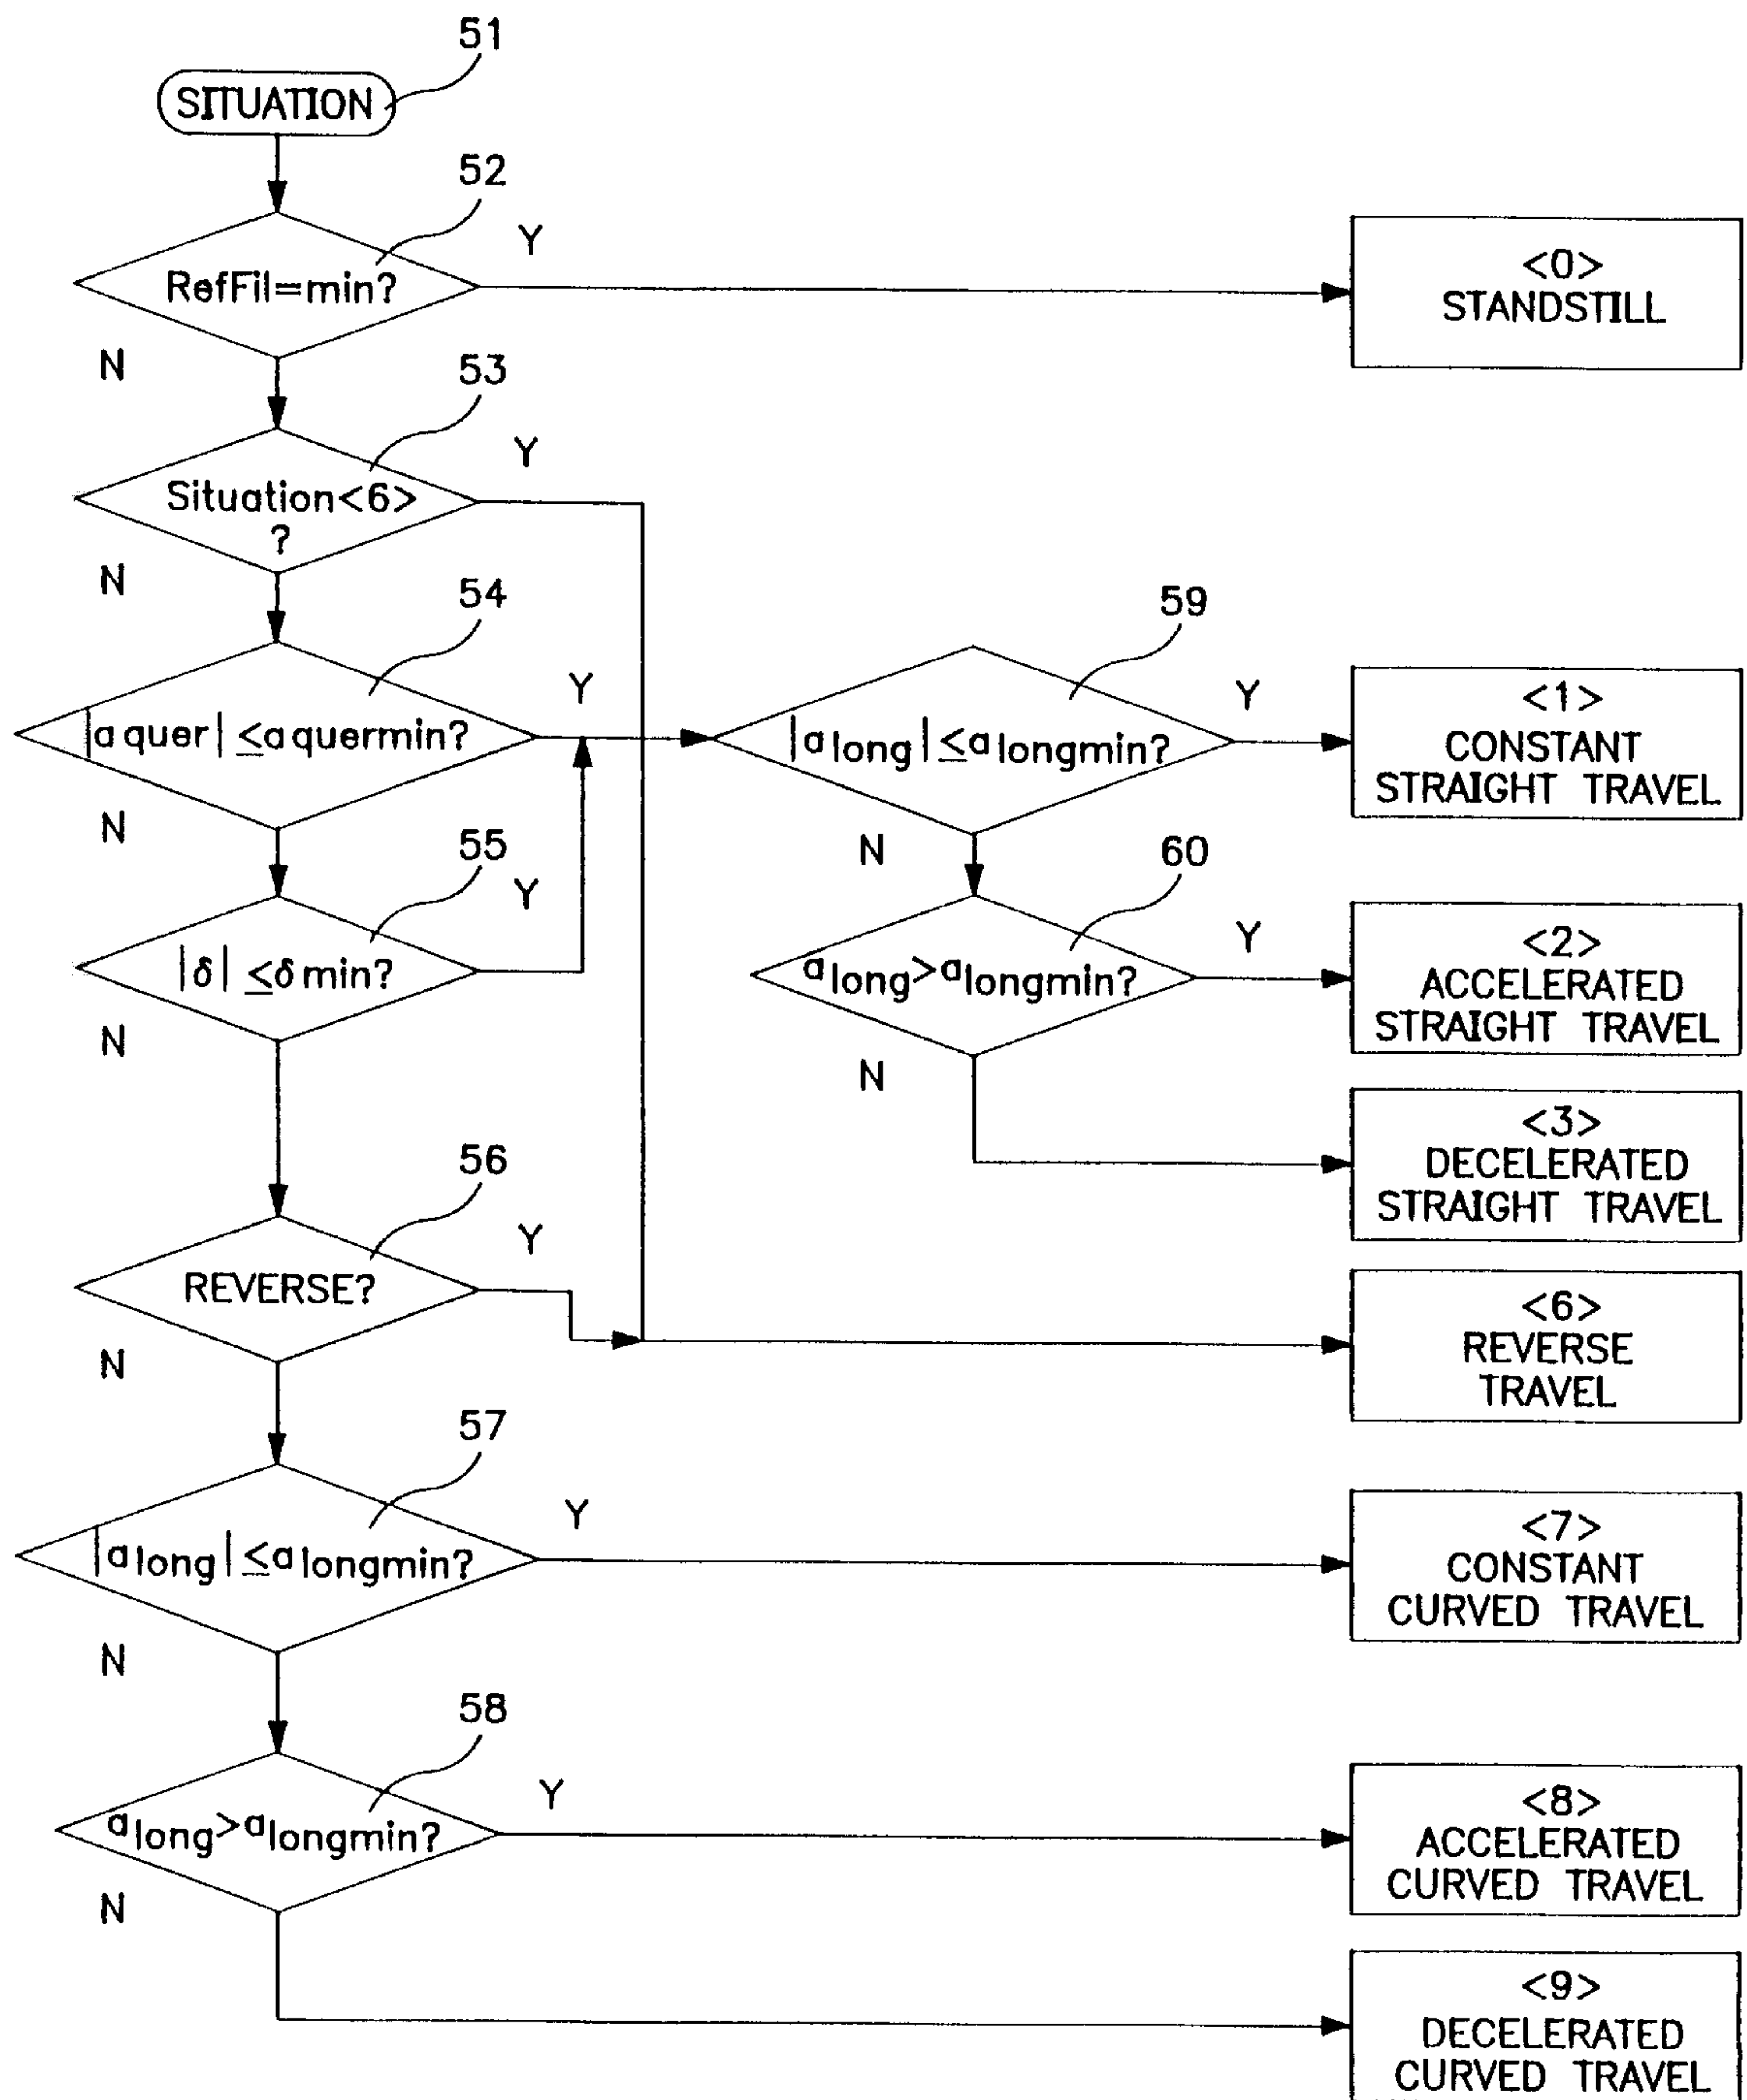 51
SITUATION
52
Y
RefFil=min?
<0>
STANDSTILL
N
53
Y
Situation<6>
?
N
54
59
Y
|a quer| ≤a quermin?
|a long| ≤a longmin?
Y
<1>
CONSTANT
STRAIGHT TRAVEL
N
N
55
60
Y
|δ| ≤δ min?
a long>a longmin?
Y
<2>
ACCELERATED
STRAIGHT TRAVEL
N
N
<3>
DECELERATED
STRAIGHT TRAVEL
56
Y
REVERSE?
<6>
REVERSE
TRAVEL
N
57
Y
|a long| ≤a longmin?
<7>
CONSTANT
CURVED TRAVEL
N
58
Y
a long>a longmin?
<8>
ACCELERATED
CURVED TRAVEL
N
<9>
DECELERATED
CURVED TRAVEL